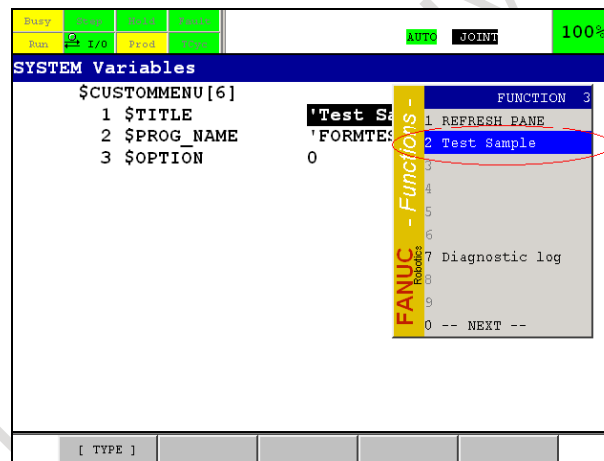 Busy Step Hold Fault
Run I/O Prod TCyc
AUTO JOINT 100%
SYSTEM Variables
$CUSTOMMENU[6]
1 $TITLE 'Test Sa
2 $PROG_NAME 'FORMTES
3 $OPTION 0
FANUC Robotics - Functions -
FUNCTION 3
1 REFRESH PANE
2 Test Sample
3
4
5
6
7 Diagnostic log
8
9
0 -- NEXT --
[ TYPE ]